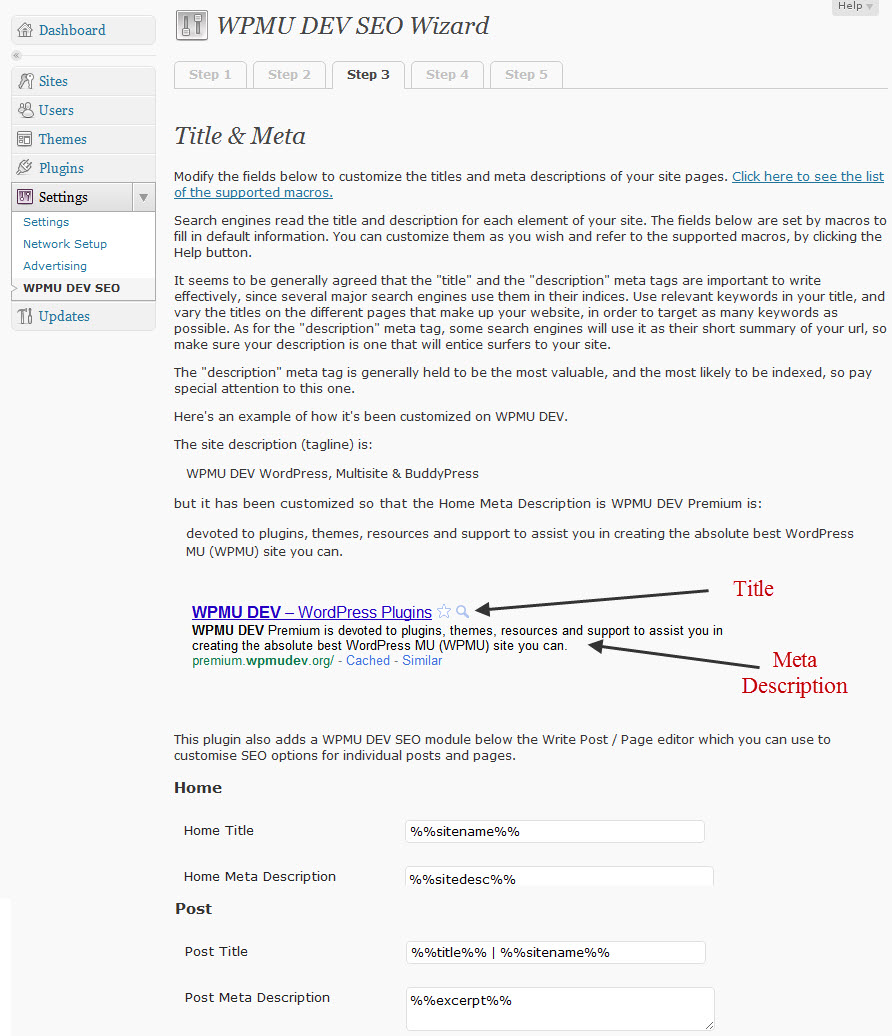 Help
Dashboard
Sites
Users
Themes
Plugins
Settings
Settings
Network Setup
Advertising
WPMU DEV SEO
Updates
WPMU DEV SEO Wizard
Step 1 Step 2 Step 3 Step 4 Step 5
Title & Meta
Modify the fields below to customize the titles and meta descriptions of your site pages. Click here to see the list
of the supported macros.
Search engines read the title and description for each element of your site. The fields below are set by macros to
fill in default information. You can customize them as you wish and refer to the supported macros, by clicking the
Help button.
It seems to be generally agreed that the "title" and the "description" meta tags are important to write
effectively, since several major search engines use them in their indices. Use relevant keywords in your title, and
vary the titles on the different pages that make up your website, in order to target as many keywords as
possible. As for the "description" meta tag, some search engines will use it as their short summary of your url, so
make sure your description is one that will entice surfers to your site.
The "description" meta tag is generally held to be the most valuable, and the most likely to be indexed, so pay
special attention to this one.
Here's an example of how it's been customized on WPMU DEV.
The site description (tagline) is:
WPMU DEV WordPress, Multisite & BuddyPress
but it has been customized so that the Home Meta Description is WPMU DEV Premium is:
devoted to plugins, themes, resources and support to assist you in creating the absolute best WordPress
MU (WPMU) site you can.
Title
WPMU DEV – WordPress Plugins
WPMU DEV Premium is devoted to plugins, themes, resources and support to assist you in
creating the absolute best WordPress MU (WPMU) site you can.
premium.wpmudev.org/ - Cached - Similar
Meta
Description
This plugin also adds a WPMU DEV SEO module below the Write Post / Page editor which you can use to
customise SEO options for individual posts and pages.
Home
Home Title %%sitename%%
Home Meta Description %%sitedesc%%
Post
Post Title %%title%% | %%sitename%%
Post Meta Description %%excerpt%%